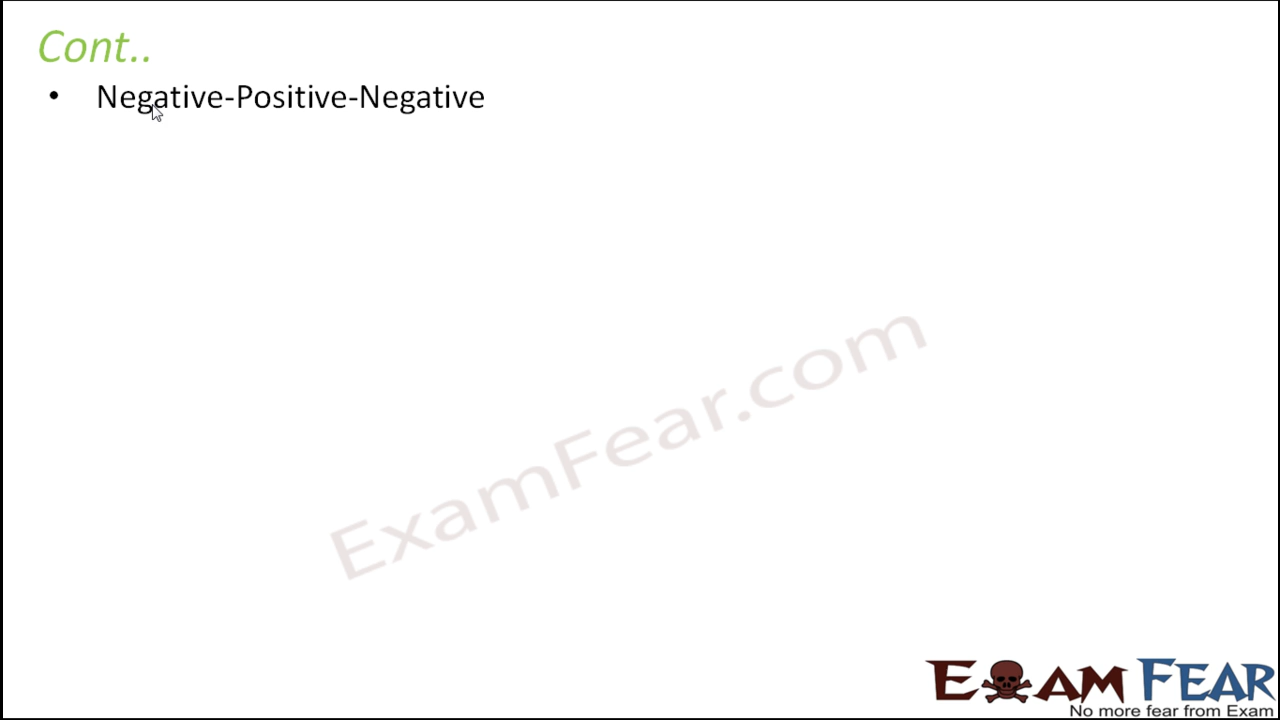 Cont..
• Negative-Positive-Negative
ExamFear.com
EXAM FEAR
No more fear from Exam